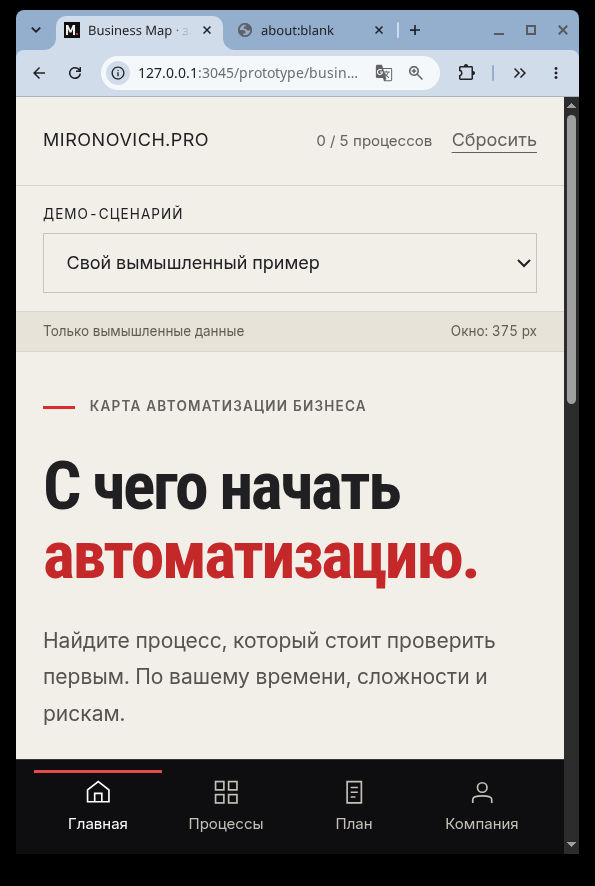 Business Map · з
about:blank
127.0.0.1:3045/prototype/busin...
MIRONOVICH.PRO
0 / 5 процессов
Сбросить
ДЕМО-СЦЕНАРИЙ
Свой вымышленный пример
Только вымышленные данные
Окно: 375 px
КАРТА АВТОМАТИЗАЦИИ БИЗНЕСА
С чего начать
автоматизацию.
Найдите процесс, который стоит проверить
первым. По вашему времени, сложности и
рискам.
Главная
Процессы
План
Компания